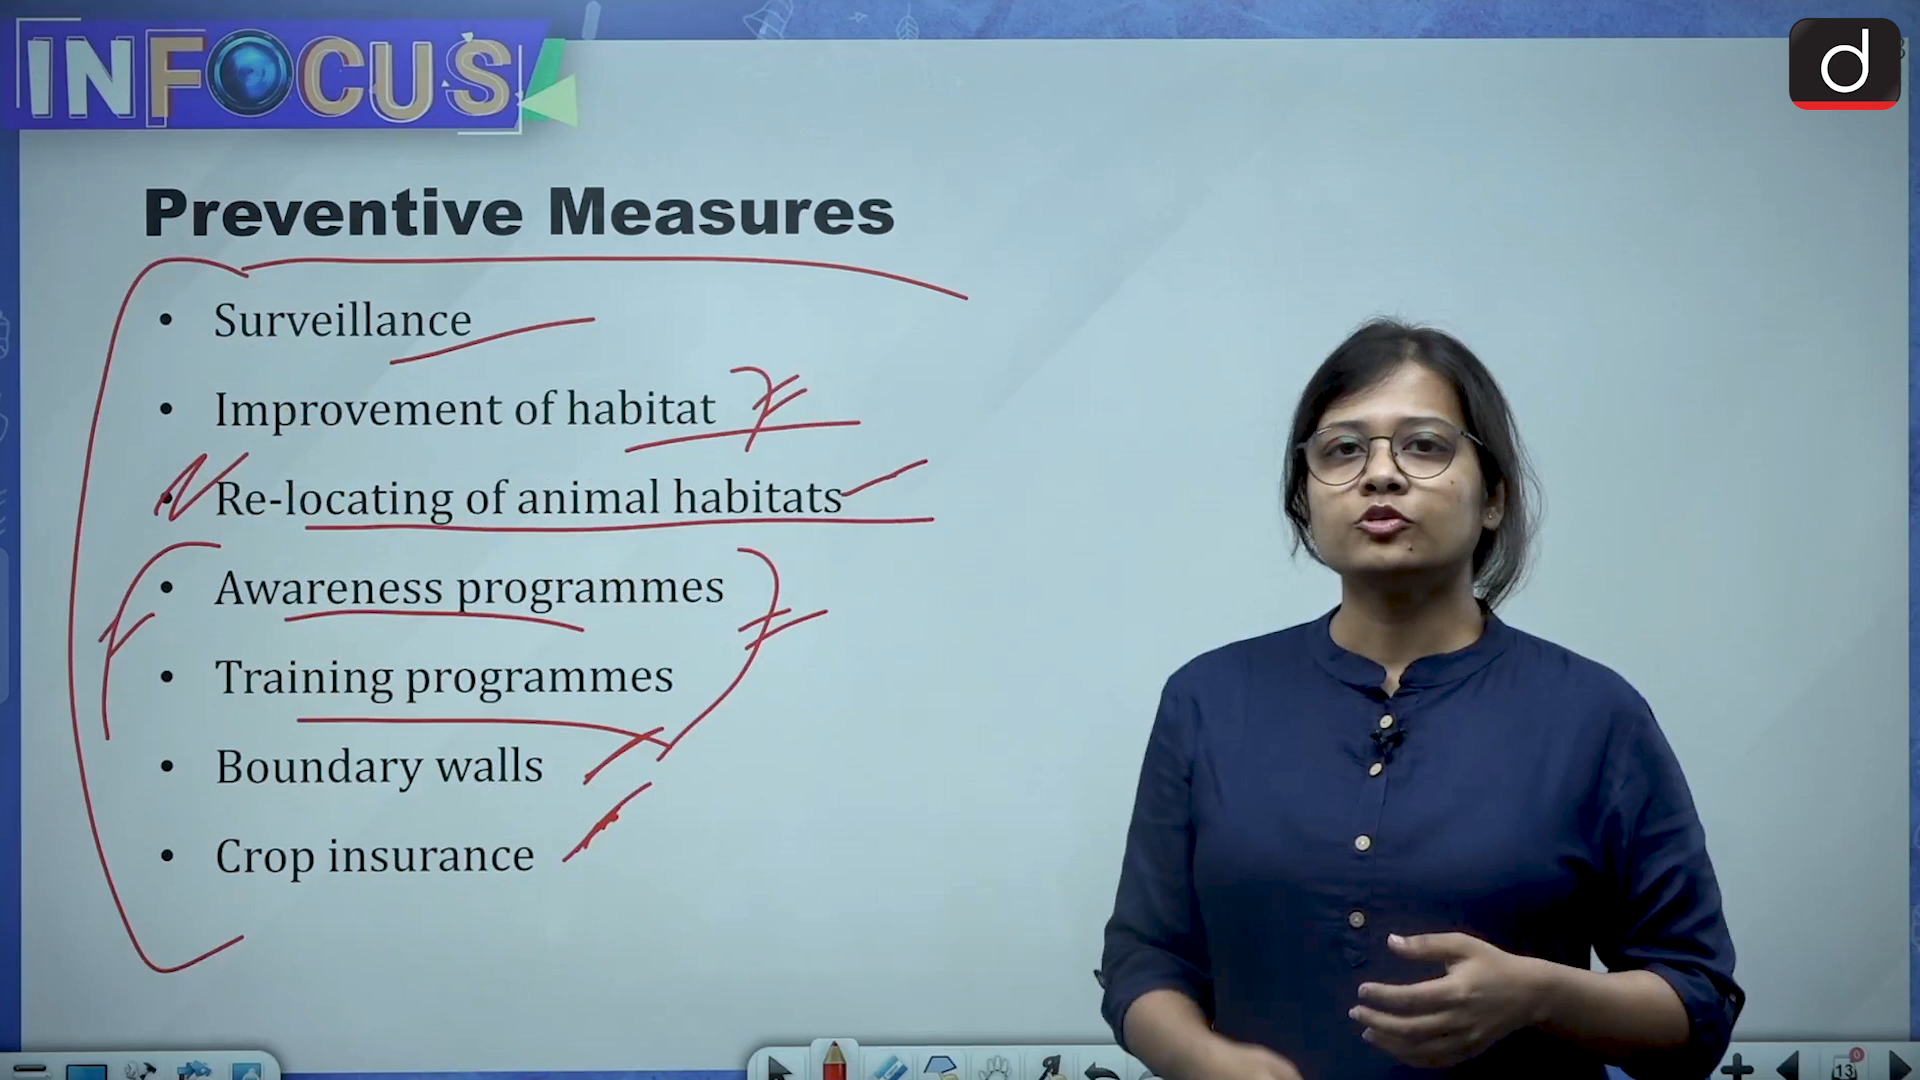 INFOCUS
d
Preventive Measures
• Surveillance
• Improvement of habitat
• Re-locating of animal habitats
• Awareness programmes
• Training programmes
• Boundary walls
• Crop insurance
13